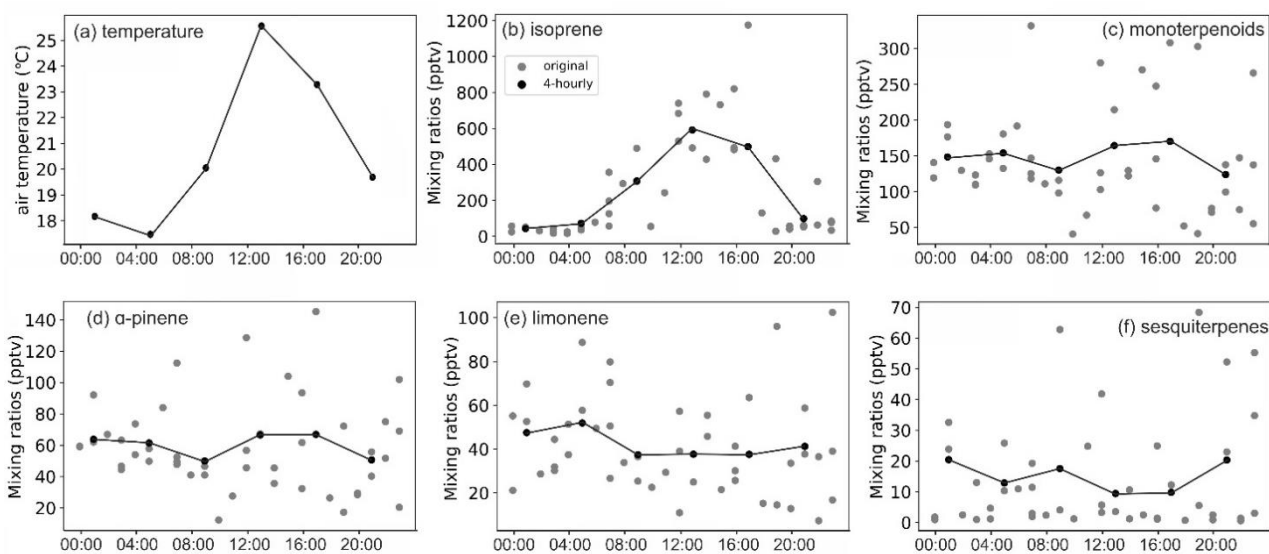 (a) temperature
air temperature (°C)
25
24
23
22
21
20
19
18
00:00 04:00 08:00 12:00 16:00 20:00
(b) isoprene
original
4-hourly
Mixing ratios (pptv)
1200
1000
800
600
400
200
0
00:00 04:00 08:00 12:00 16:00 20:00
(c) monoterpenoids
Mixing ratios (pptv)
300
250
200
150
100
50
00:00 04:00 08:00 12:00 16:00 20:00
(d) α-pinene
Mixing ratios (pptv)
140
120
100
80
60
40
20
00:00 04:00 08:00 12:00 16:00 20:00
(e) limonene
Mixing ratios (pptv)
100
80
60
40
20
00:00 04:00 08:00 12:00 16:00 20:00
(f) sesquiterpenes
Mixing ratios (pptv)
70
60
50
40
30
20
10
0
00:00 04:00 08:00 12:00 16:00 20:00